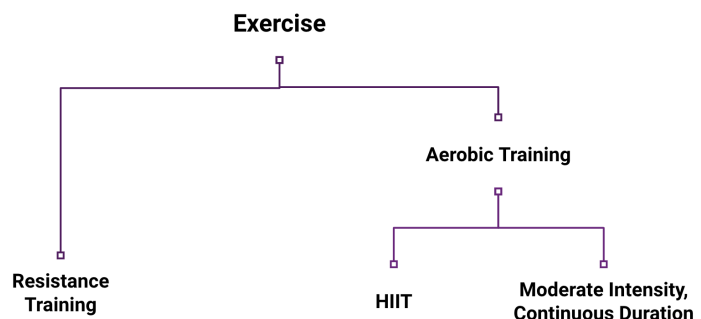 Exercise
Aerobic Training
Resistance
Training
HIIT
Moderate Intensity,
Continuous Duration